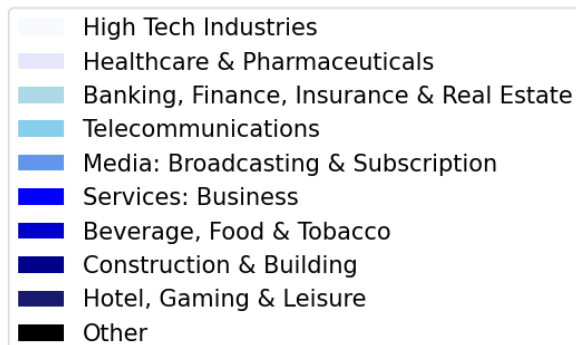 High Tech Industries
Healthcare & Pharmaceuticals
Banking, Finance, Insurance & Real Estate
Telecommunications
Media: Broadcasting & Subscription
Services: Business
Beverage, Food & Tobacco
Construction & Building
Hotel, Gaming & Leisure
Other